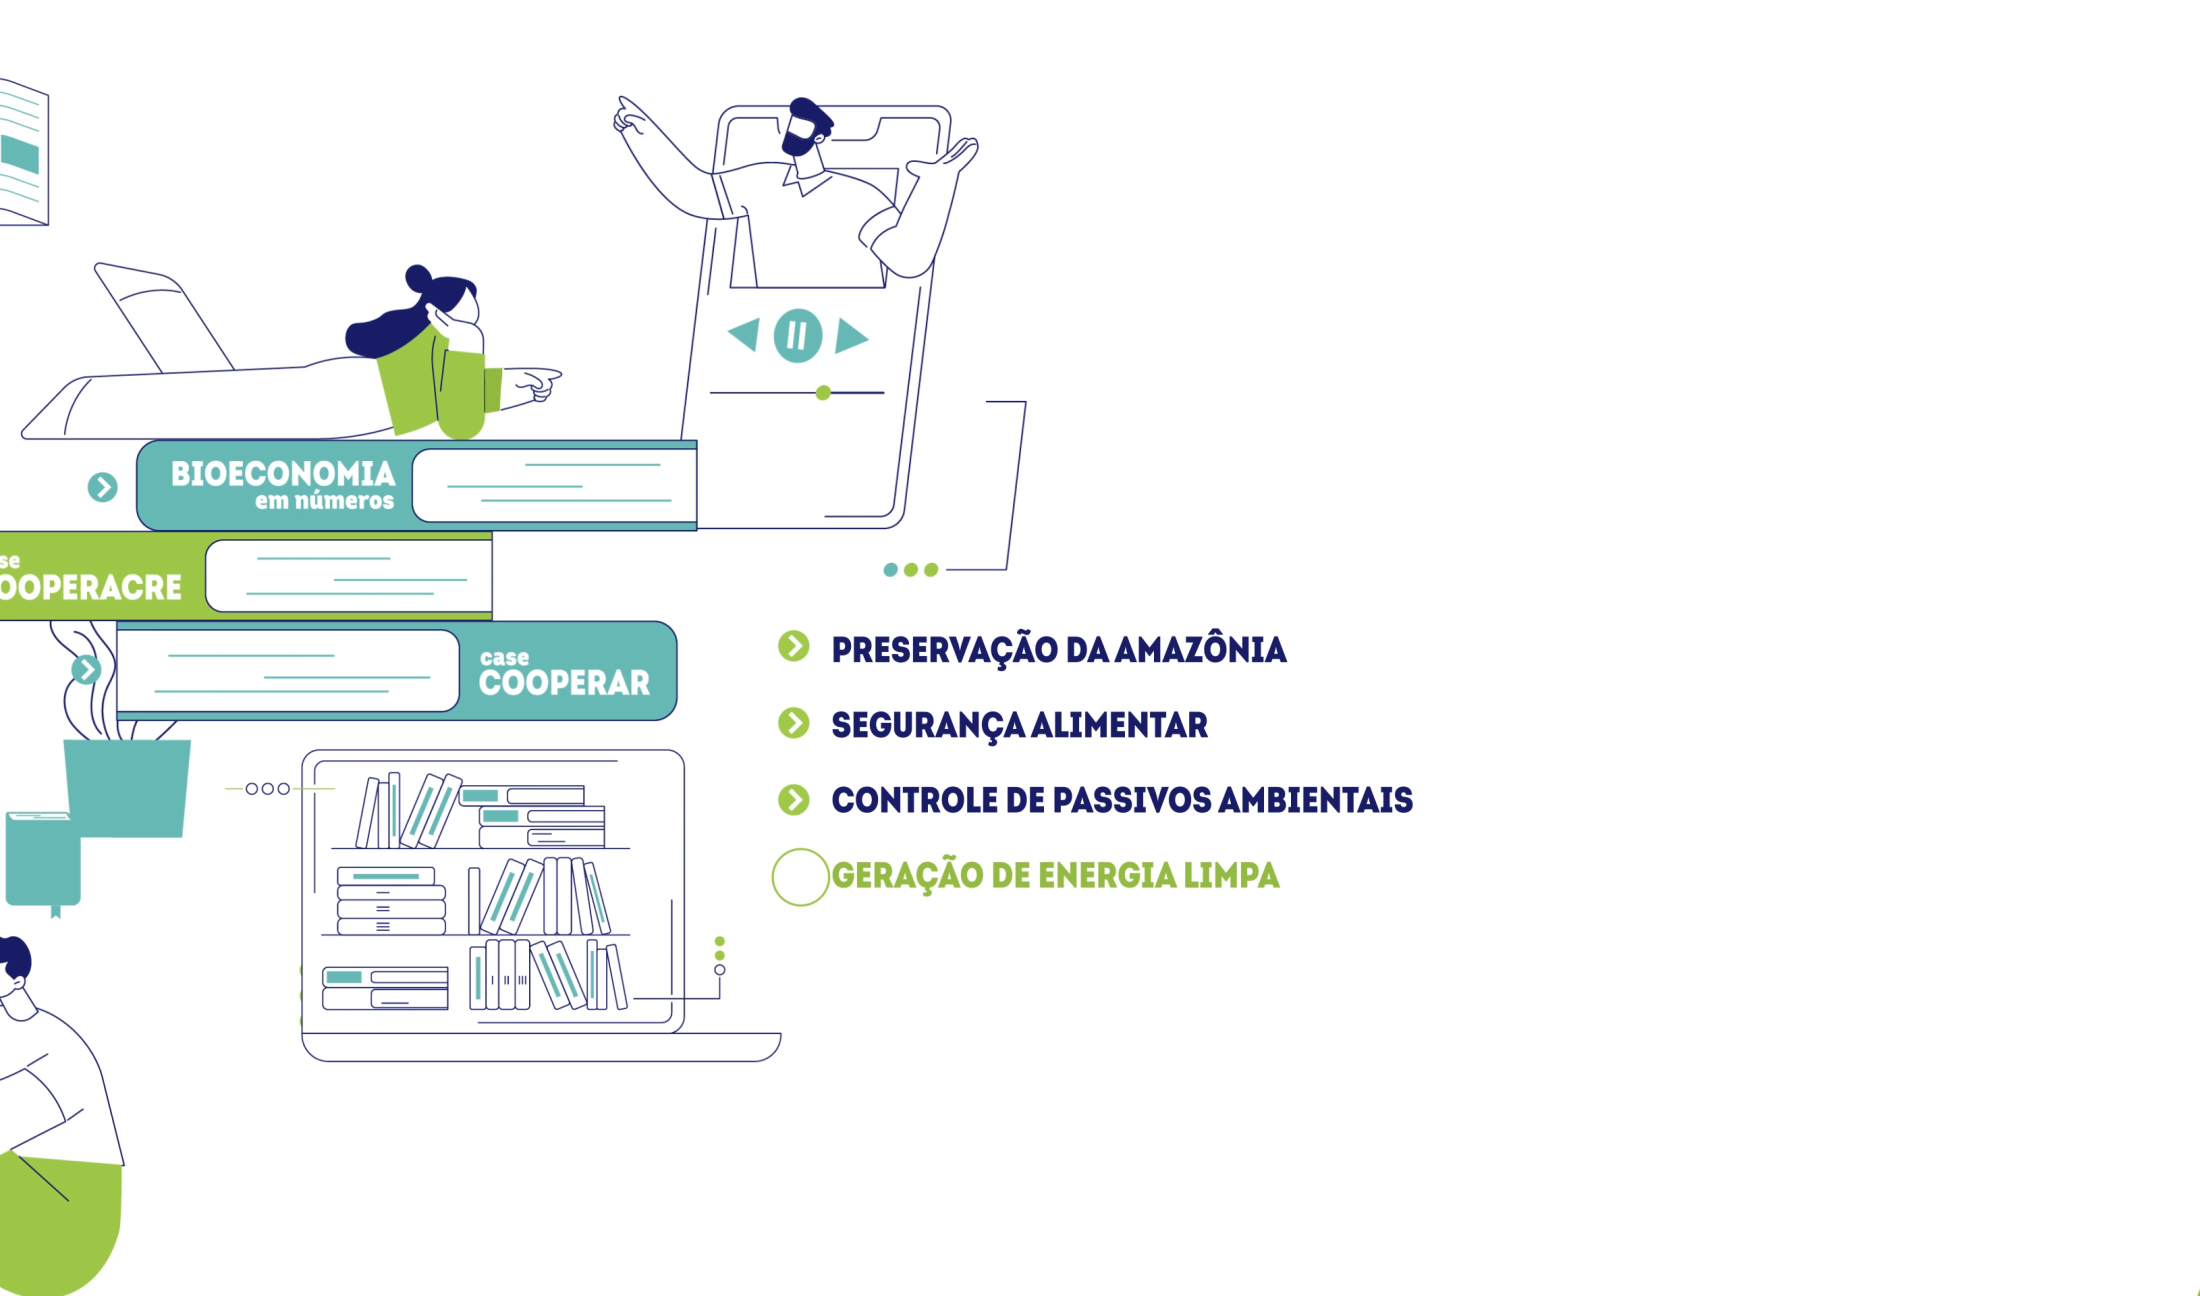 BIOECONOMIA
em números
se
OOPERACRE
case
COOPERAR
PRESERVAÇÃO DA AMAZÔNIA
SEGURANÇA ALIMENTAR
CONTROLE DE PASSIVOS AMBIENTAIS
GERAÇÃO DE ENERGIA LIMPA